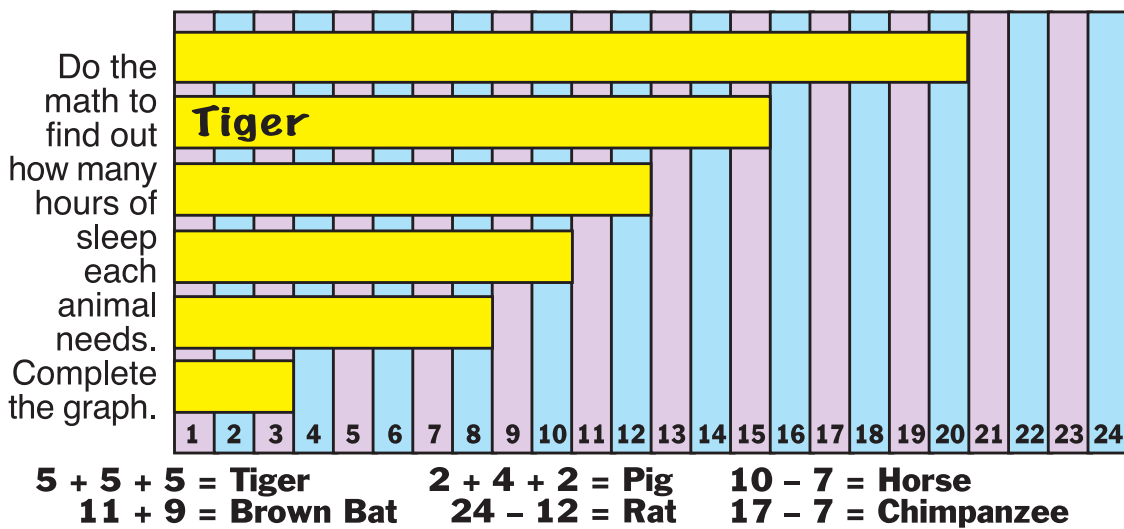 Do the
math to
find out
how many
hours of
sleep
each
animal
needs.
Complete
the graph.
Tiger
1 2 3 4 5 6 7 8 9 10 11 12 13 14 15 16 17 18 19 20 21 22 23 24
5 + 5 + 5 = Tiger 2 + 4 + 2 = Pig 10 – 7 = Horse
11 + 9 = Brown Bat 24 – 12 = Rat 17 – 7 = Chimpanzee